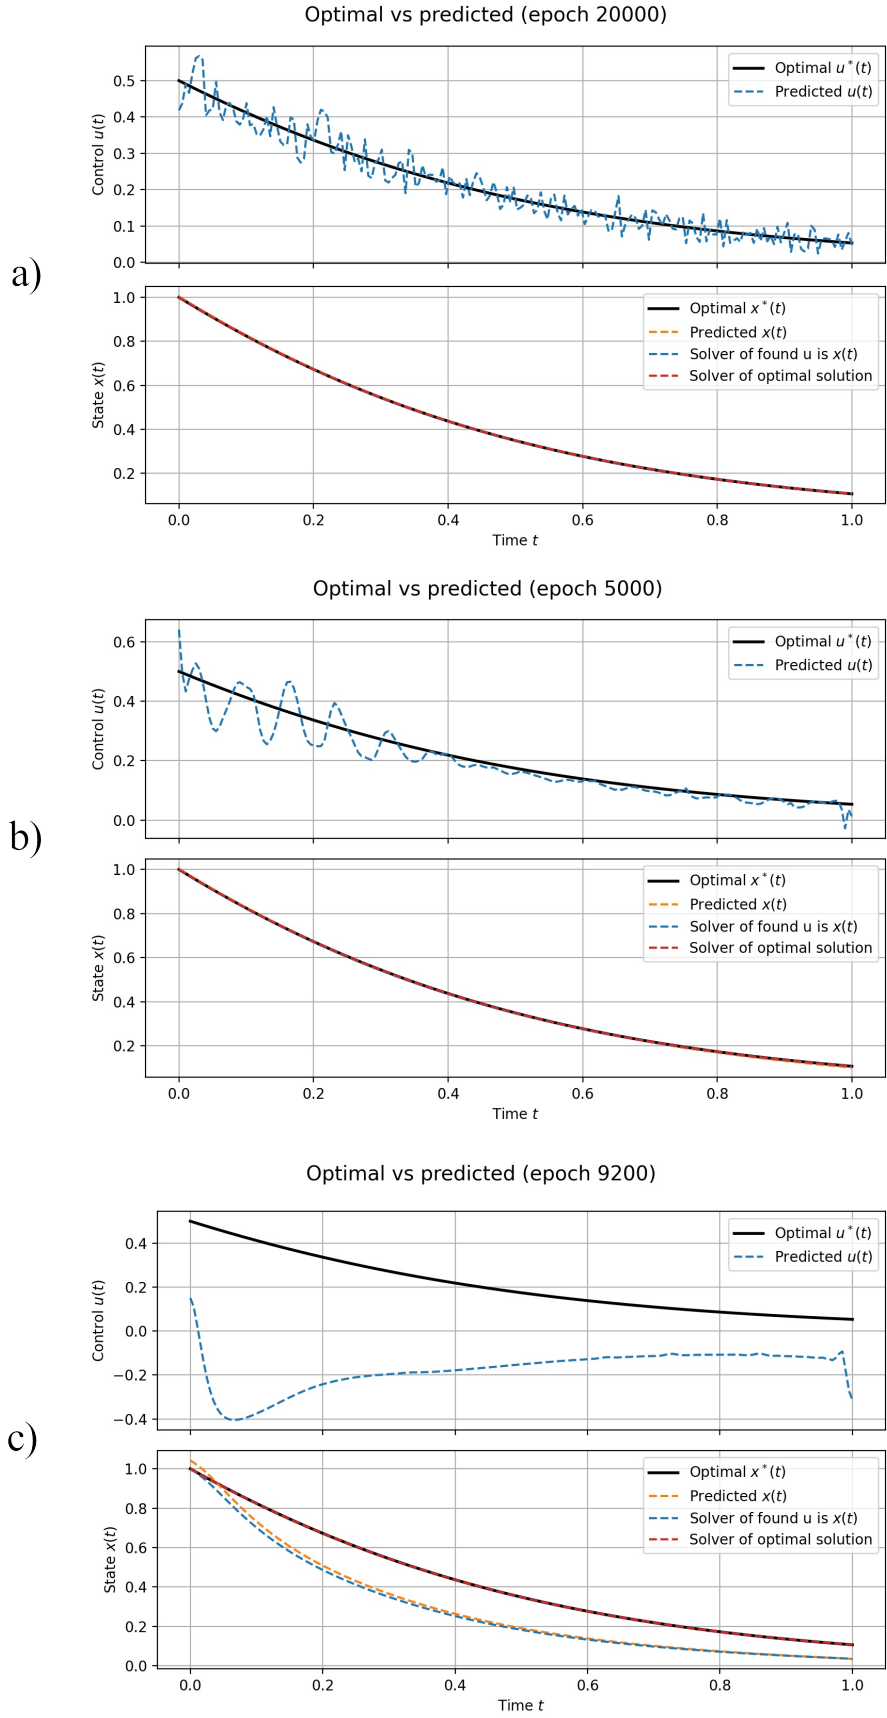 Optimal vs predicted (epoch 20000)
Control u(t)
0.5
0.4
0.3
0.2
0.1
0.0
Optimal u*(t)
Predicted u(t)
a)
State x(t)
1.0
0.8
0.6
0.4
0.2
Optimal x*(t)
Predicted x(t)
Solver of found u is x(t)
Solver of optimal solution
0.0 0.2 0.4 0.6 0.8 1.0
Time t
Optimal vs predicted (epoch 5000)
Control u(t)
0.6
0.4
0.2
0.0
Optimal u*(t)
Predicted u(t)
b)
State x(t)
1.0
0.8
0.6
0.4
0.2
Optimal x*(t)
Predicted x(t)
Solver of found u is x(t)
Solver of optimal solution
0.0 0.2 0.4 0.6 0.8 1.0
Time t
Optimal vs predicted (epoch 9200)
Control u(t)
0.4
0.2
0.0
−0.2
−0.4
Optimal u*(t)
Predicted u(t)
c)
State x(t)
1.0
0.8
0.6
0.4
0.2
0.0
Optimal x*(t)
Predicted x(t)
Solver of found u is x(t)
Solver of optimal solution
0.0 0.2 0.4 0.6 0.8 1.0
Time t